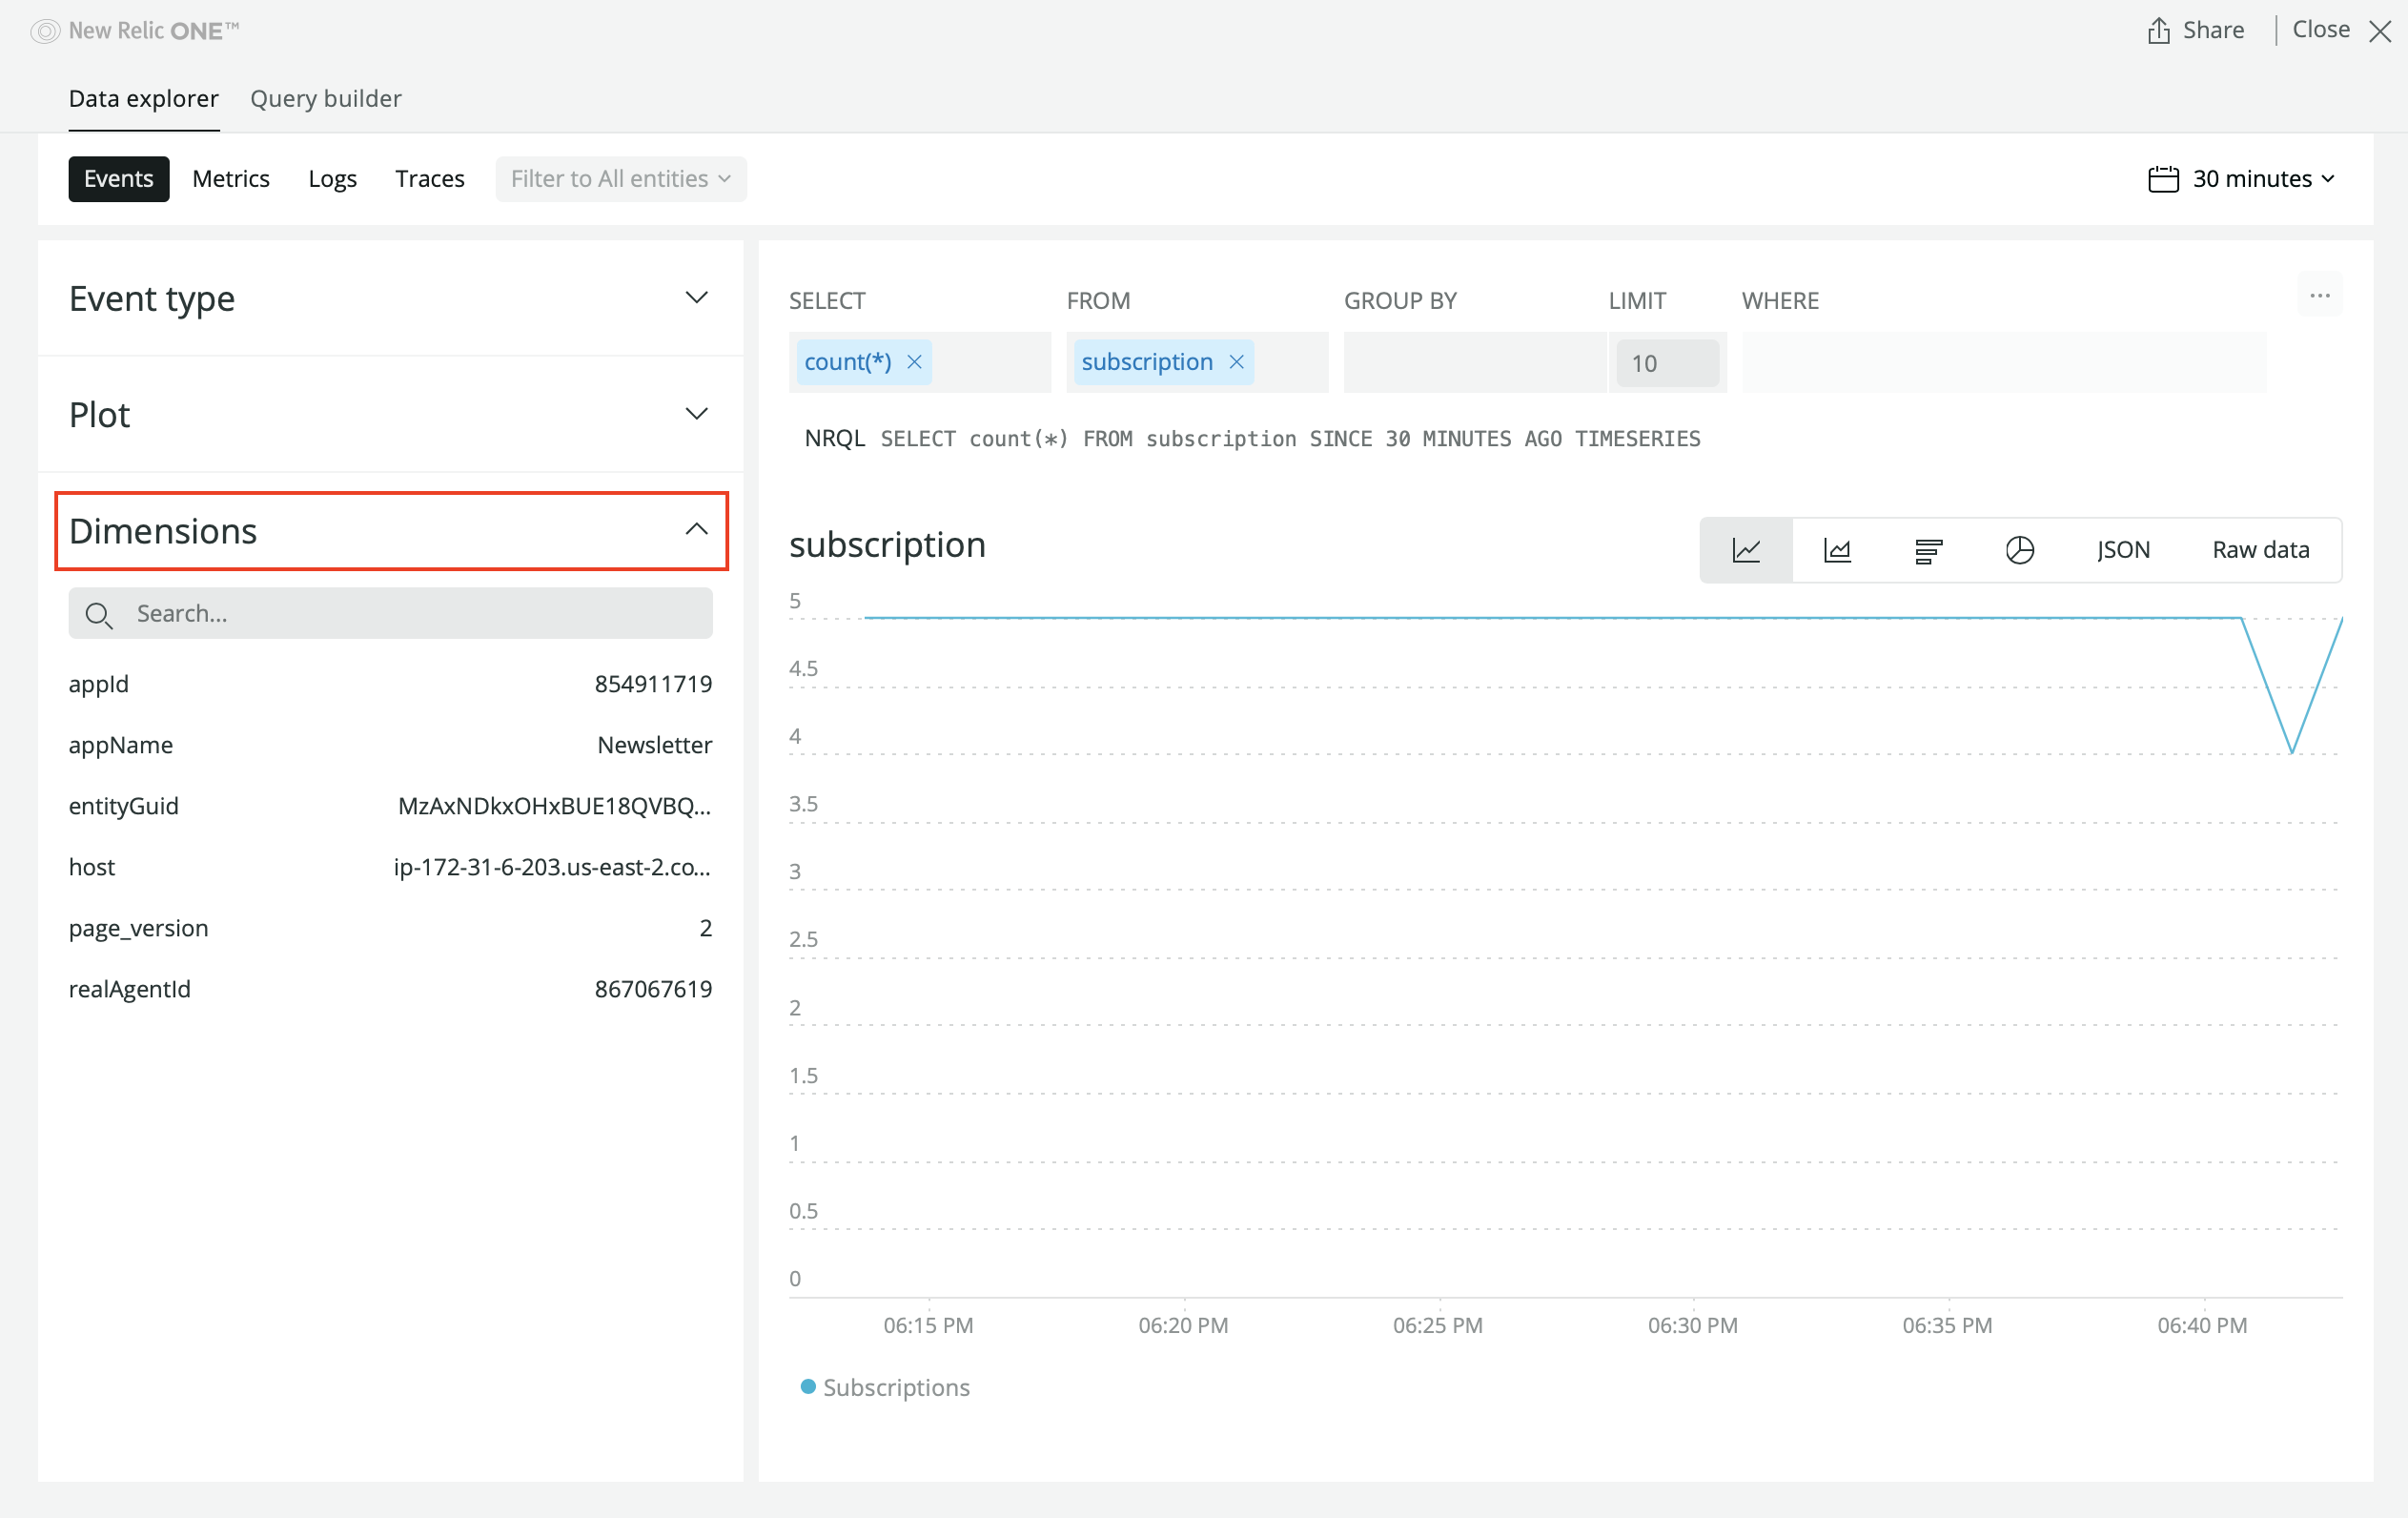 New Relic ONE™
Share
Close
Data explorer
Query builder
Events
Metrics
Logs
Traces
Filter to All entities
30 minutes
Event type
Plot
Dimensions
Search...
appId 854911719
appName Newsletter
entityGuid MzAxNDkxOHxBUE18QVBQ...
host ip-172-31-6-203.us-east-2.co...
page_version 2
realAgentId 867067619
SELECT FROM GROUP BY LIMIT WHERE
...
count(*) subscription 10
NRQL SELECT count(*) FROM subscription SINCE 30 MINUTES AGO TIMESERIES
subscription
JSON
Raw data
5
4.5
4
3.5
3
2.5
2
1.5
1
0.5
0
06:15 PM 06:20 PM 06:25 PM 06:30 PM 06:35 PM 06:40 PM
Subscriptions